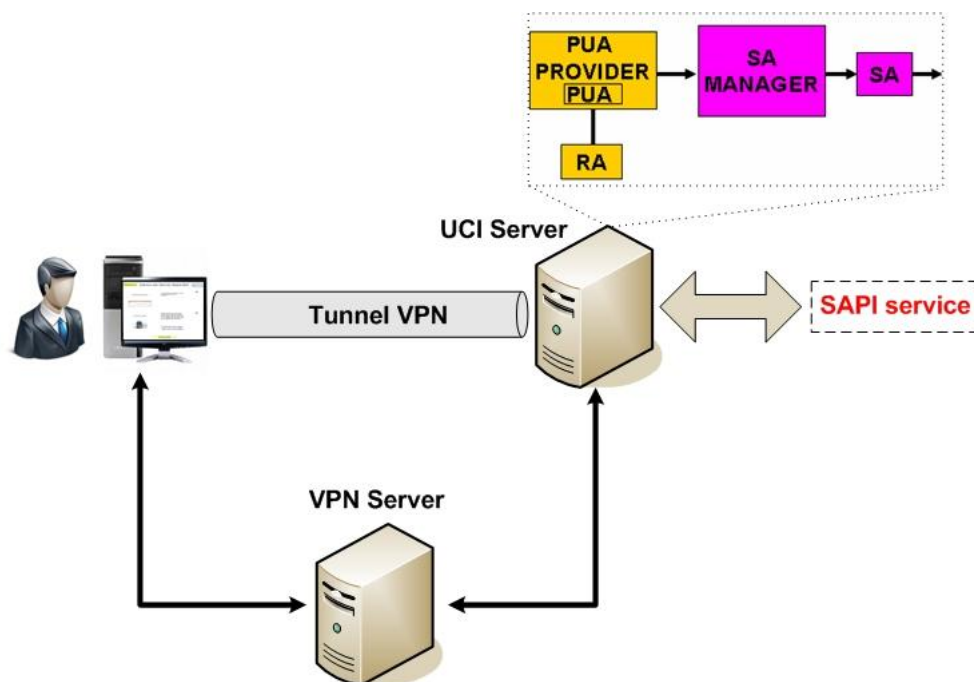 PUA
PROVIDER
PUA
SA
MANAGER
SA
RA
UCI Server
Tunnel VPN
SAPI service
VPN Server